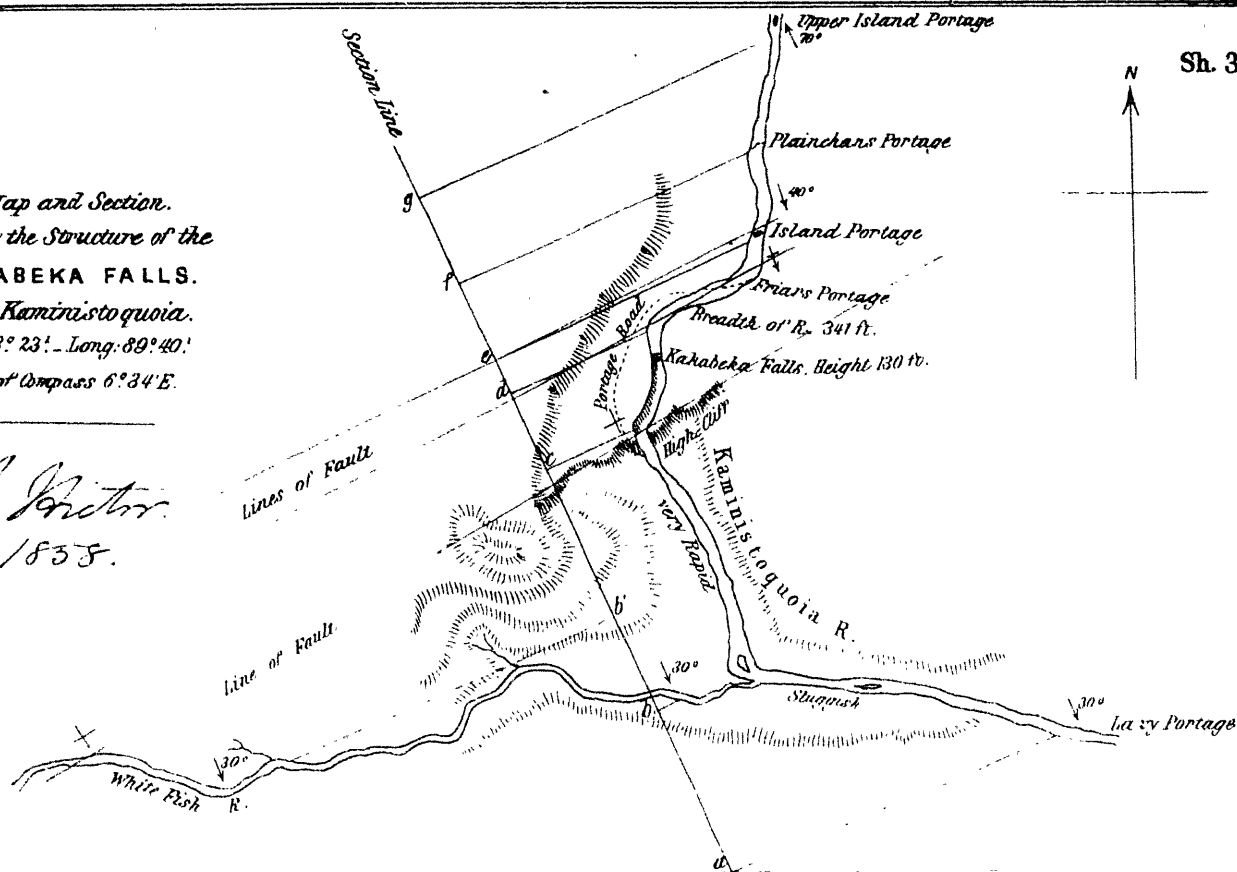 Upper Island Portage
70°
Sh. 3
N
Section Line
Plainchans Portage
Map and Section.
the Structure of the
ABEKA FALLS.
Kaministoquoia.
23' Long: 89° 40'
of Compass 6° 34' E.
g
40°
Island Portage
f
Friars Portage
Portage Road
Breadth of R. 341 ft.
e
Kakabeka Falls, Height 130 ft.
d
High Cliff
c
Lines of Fault
Kaministoquoia R.
very Rapid
b'
Line of Fault
30°
b
Sluggish
30°
Lazy Portage
30°
White Fish R.
a